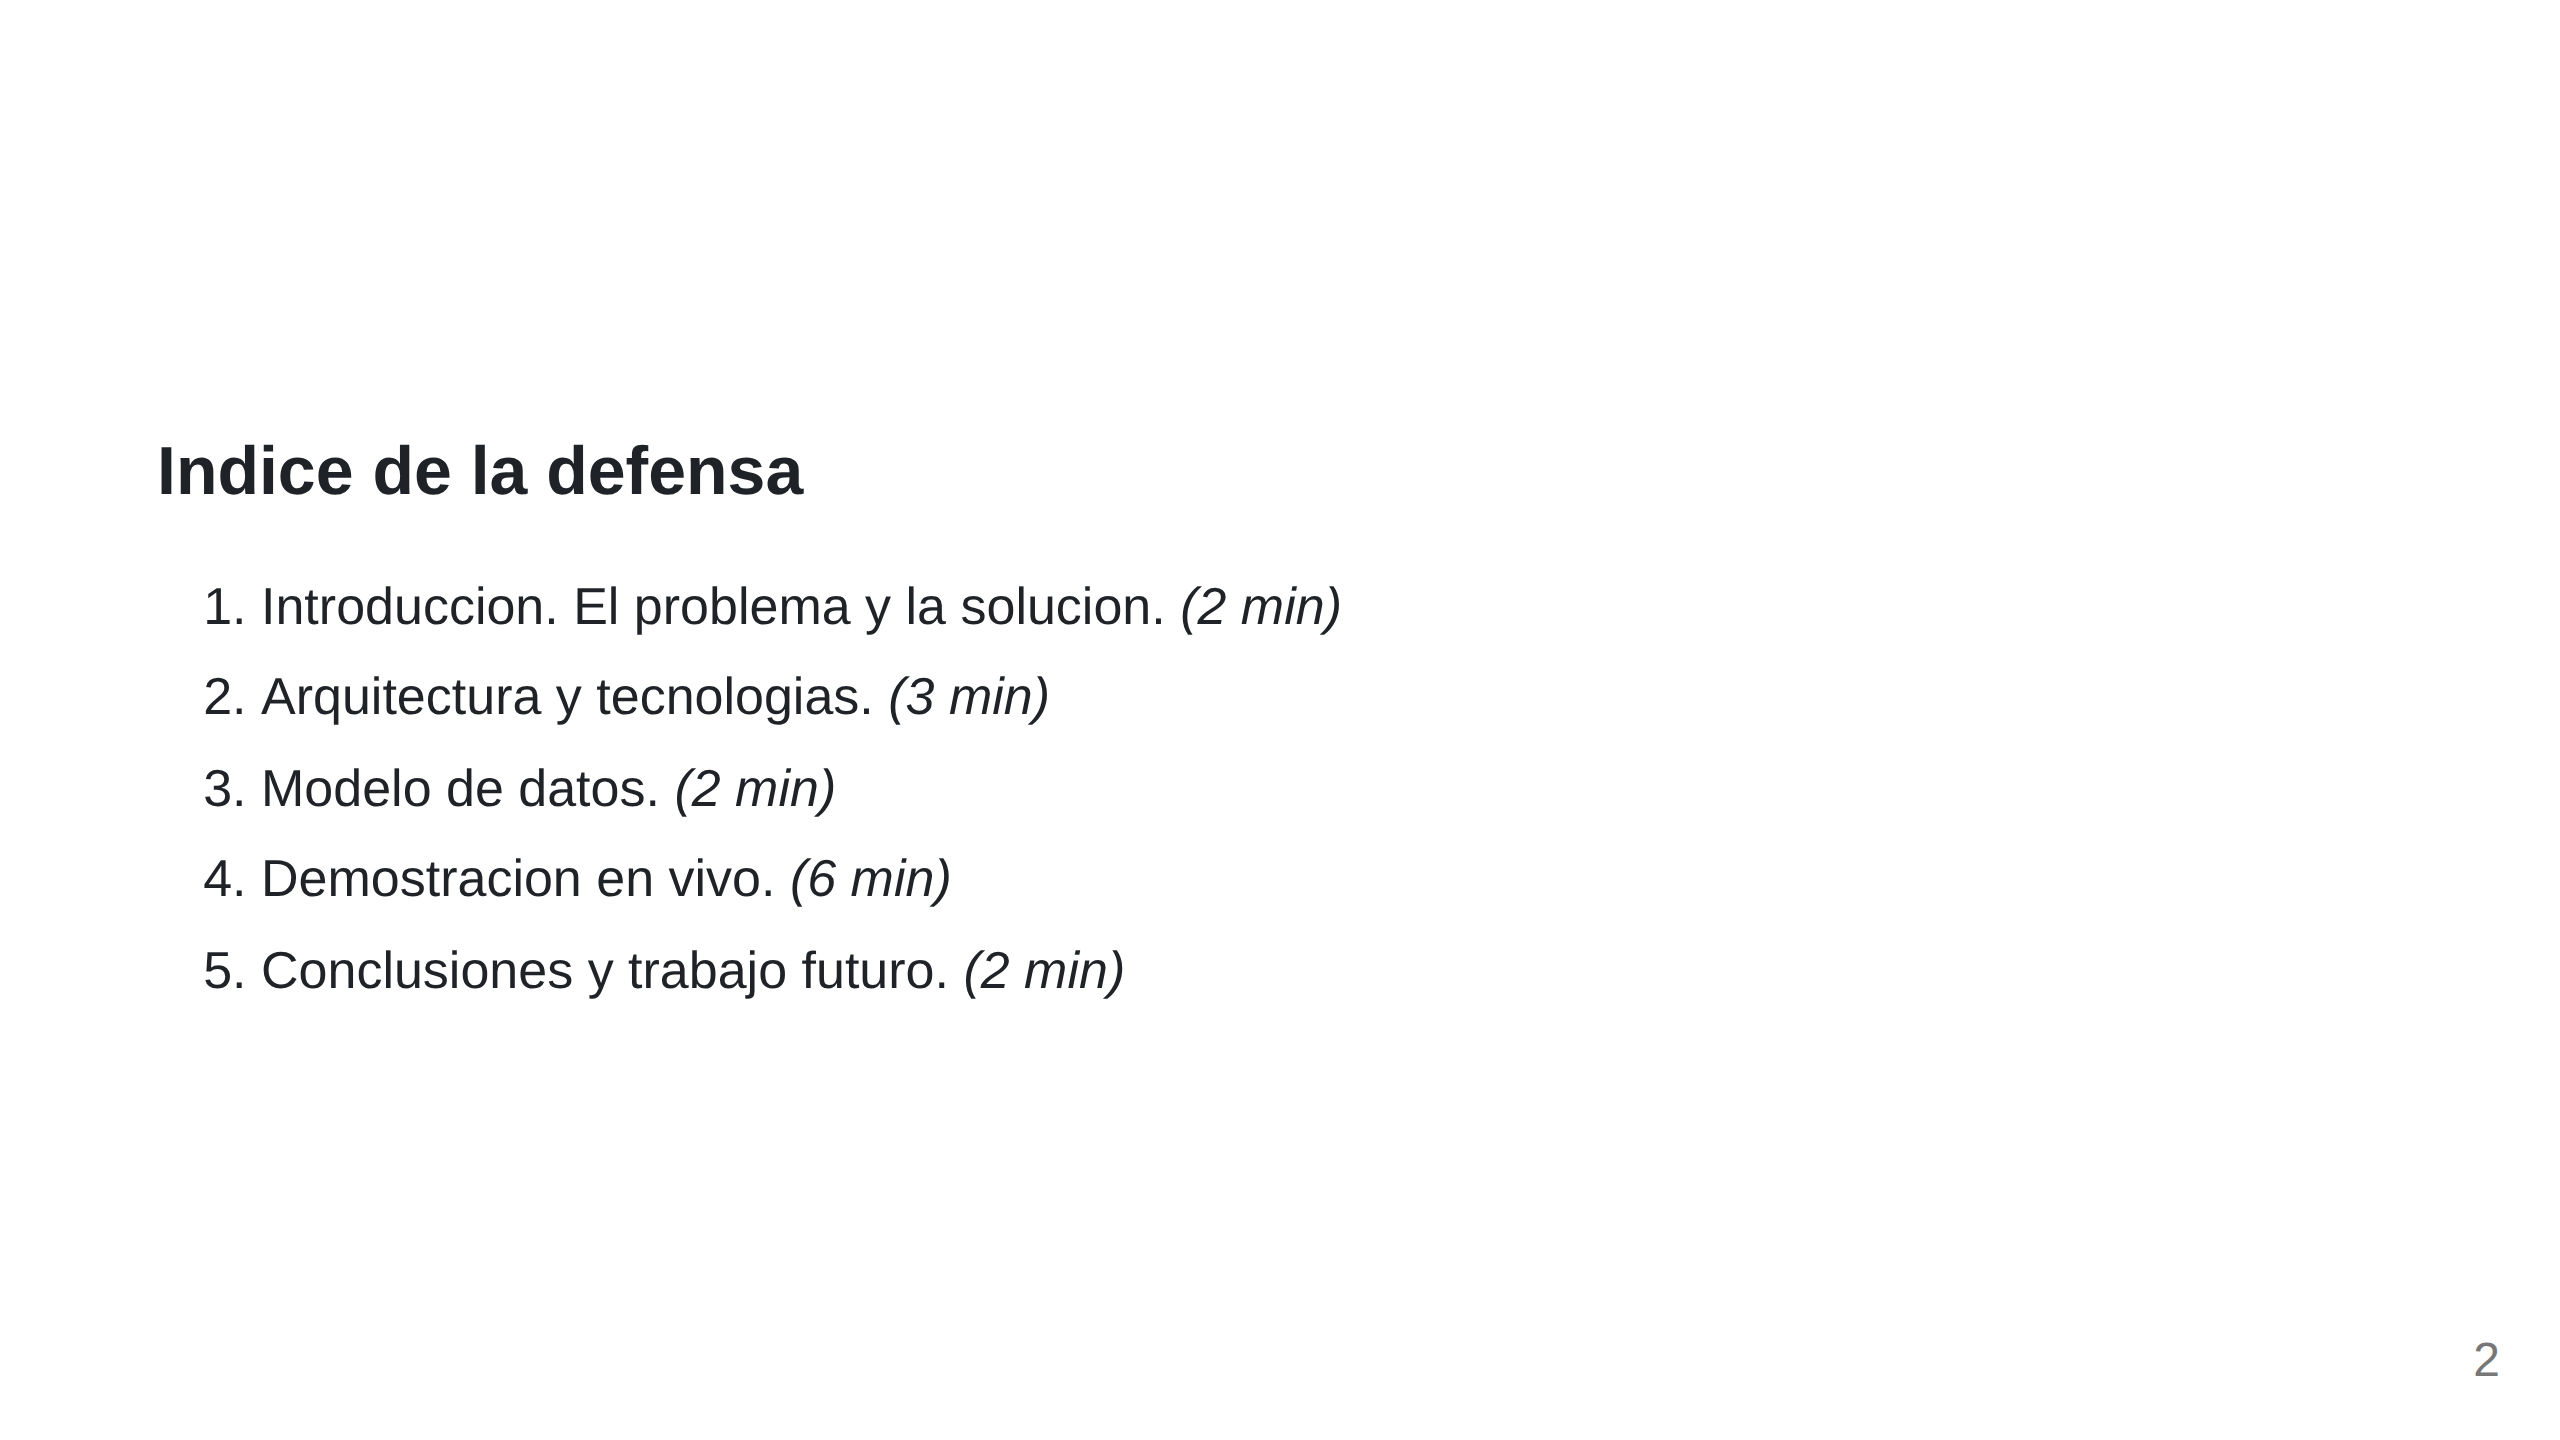 Indice de la defensa
1. Introduccion. El problema y la solucion. (2 min)
2. Arquitectura y tecnologias. (3 min)
3. Modelo de datos. (2 min)
4. Demostracion en vivo. (6 min)
5. Conclusiones y trabajo futuro. (2 min)
2